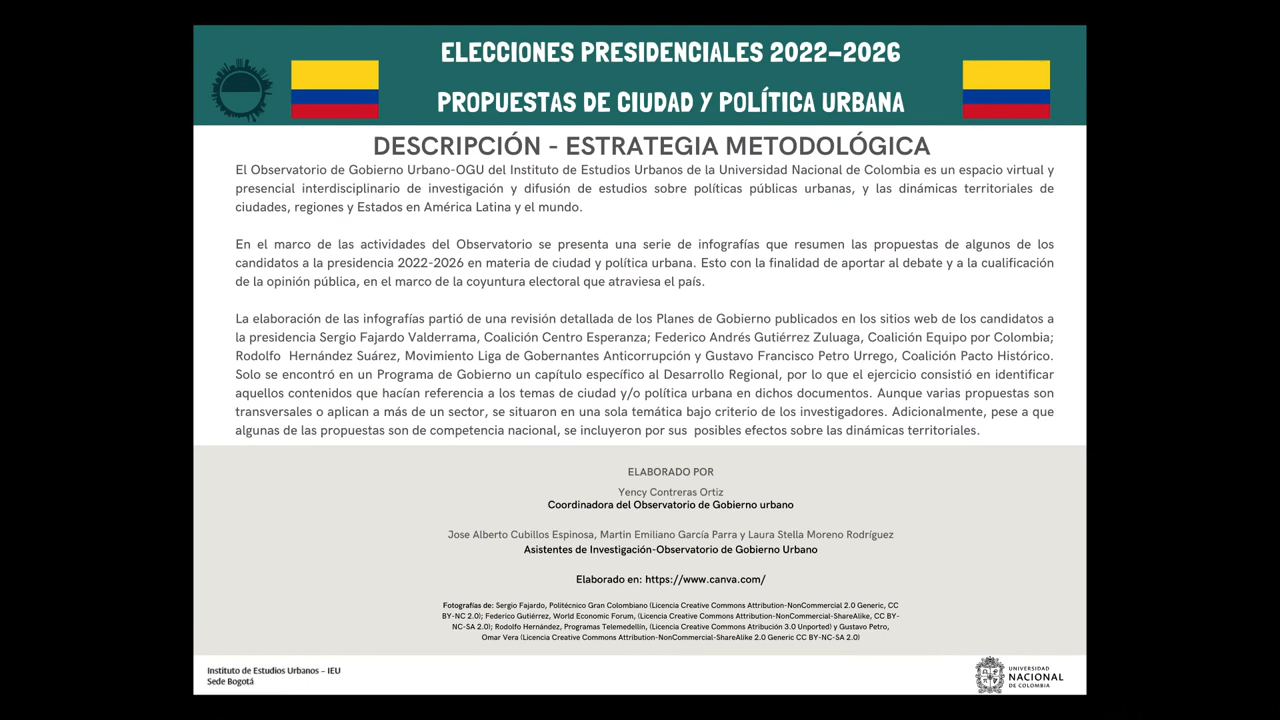 ELECCIONES PRESIDENCIALES 2022-2026
PROPUESTAS DE CIUDAD Y POLÍTICA URBANA
DESCRIPCIÓN - ESTRATEGIA METODOLÓGICA
El Observatorio de Gobierno Urbano-OGU del Instituto de Estudios Urbanos de la Universidad Nacional de Colombia es un espacio virtual y
presencial interdisciplinario de investigación y difusión de estudios sobre políticas públicas urbanas, y las dinámicas territoriales de
ciudades, regiones y Estados en América Latina y el mundo.
En el marco de las actividades del Observatorio se presenta una serie de infografías que resumen las propuestas de algunos de los
candidatos a la presidencia 2022-2026 en materia de ciudad y política urbana. Esto con la finalidad de aportar al debate y a la cualificación
de la opinión pública, en el marco de la coyuntura electoral que atraviesa el país.
La elaboración de las infografías partió de una revisión detallada de los Planes de Gobierno publicados en los sitios web de los candidatos a
la presidencia Sergio Fajardo Valderrama, Coalición Centro Esperanza; Federico Andrés Gutiérrez Zuluaga, Coalición Equipo por Colombia;
Rodolfo Hernández Suárez, Movimiento Liga de Gobernantes Anticorrupción y Gustavo Francisco Petro Urrego, Coalición Pacto Histórico.
Solo se encontró en un Programa de Gobierno un capítulo específico al Desarrollo Regional, por lo que el ejercicio consistió en identificar
aquellos contenidos que hacían referencia a los temas de ciudad y/o política urbana en dichos documentos. Aunque varias propuestas son
transversales o aplican a más de un sector, se situaron en una sola temática bajo criterio de los investigadores. Adicionalmente, pese a que
algunas de las propuestas son de competencia nacional, se incluyeron por sus posibles efectos sobre las dinámicas territoriales.
ELABORADO POR
Yency Contreras Ortiz
Coordinadora del Observatorio de Gobierno urbano
Jose Alberto Cubillos Espinosa, Martin Emiliano García Parra y Laura Stella Moreno Rodríguez
Asistentes de Investigación-Observatorio de Gobierno Urbano
Elaborado en: https://www.canva.com/
Fotografías de: Sergio Fajardo, Politécnico Gran Colombiano (Licencia Creative Commons Attribution-NonCommercial 2.0 Generic, CC
BY-NC 2.0); Federico Gutiérrez, World Economic Forum, (Licencia Creative Commons Attribution-NonCommercial-ShareAlike, CC BY-
NC-SA 2.0); Rodolfo Hernández, Programas Telemedellín, (Licencia Creative Commons Atribución 3.0 Unported) y Gustavo Petro,
Omar Vera (Licencia Creative Commons Attribution-NonCommercial-ShareAlike 2.0 Generic CC BY-NC-SA 2.0)
Instituto de Estudios Urbanos - IEU
Sede Bogotá
UNIVERSIDAD
NACIONAL
DE COLOMBIA